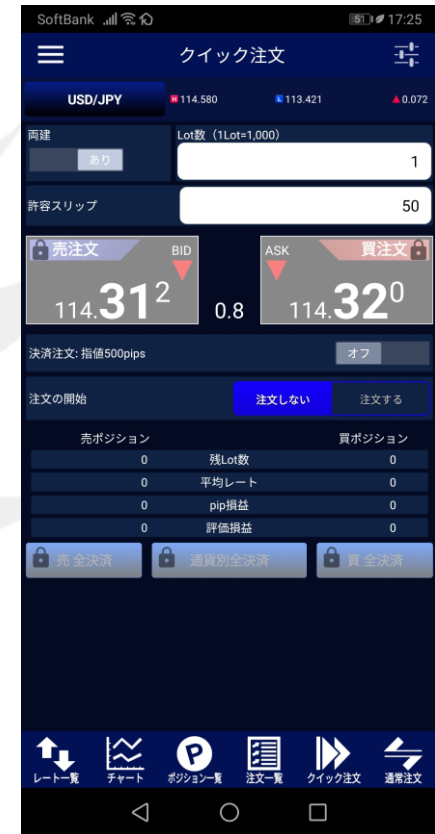 SoftBank 51 17:25
クイック注文
USD/JPY H 114.580 L 113.421 ▲0.072
両建 Lot数（1Lot=1,000）
あり 1
許容スリップ 50
売注文 BID ASK 買注文
114.312 0.8 114.320
決済注文: 指値500pips オフ
注文の開始 注文しない 注文する
売ポジション 買ポジション
0 残Lot数 0
0 平均レート 0
0 pip損益 0
0 評価損益 0
売 全決済 通貨別全決済 買 全決済
P
レート一覧 チャート ポジション一覧 注文一覧 クイック注文 通常注文